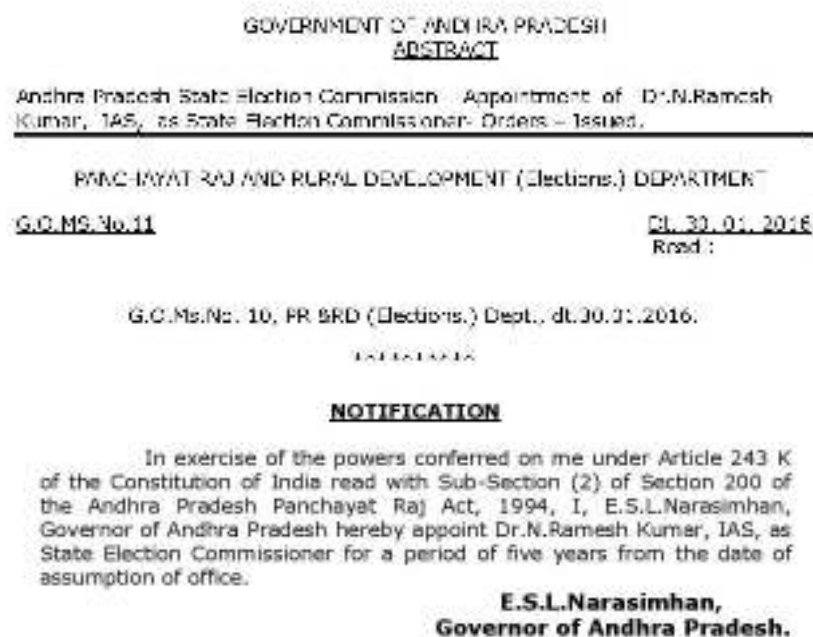 GOVERNMENT OF ANDHRA PRADESH
ABSTRACT
Andhra Pradesh State Election Commission – Appointment of Dr.N.Ramesh
Kumar, IAS, as State Election Commissioner- Orders – Issued.
PANCHAYAT RAJ AND RURAL DEVELOPMENT (Elections.) DEPARTMENT
G.O.MS.No.11
Dt. 30. 01. 2016
Read :
G.O.Ms.No. 10, PR &RD (Elections.) Dept., dt.30.01.2016.
**********
NOTIFICATION
In exercise of the powers conferred on me under Article 243 K
of the Constitution of India read with Sub-Section (2) of Section 200 of
the Andhra Pradesh Panchayat Raj Act, 1994, I, E.S.L.Narasimhan,
Governor of Andhra Pradesh hereby appoint Dr.N.Ramesh Kumar, IAS, as
State Election Commissioner for a period of five years from the date of
assumption of office.
E.S.L.Narasimhan,
Governor of Andhra Pradesh.